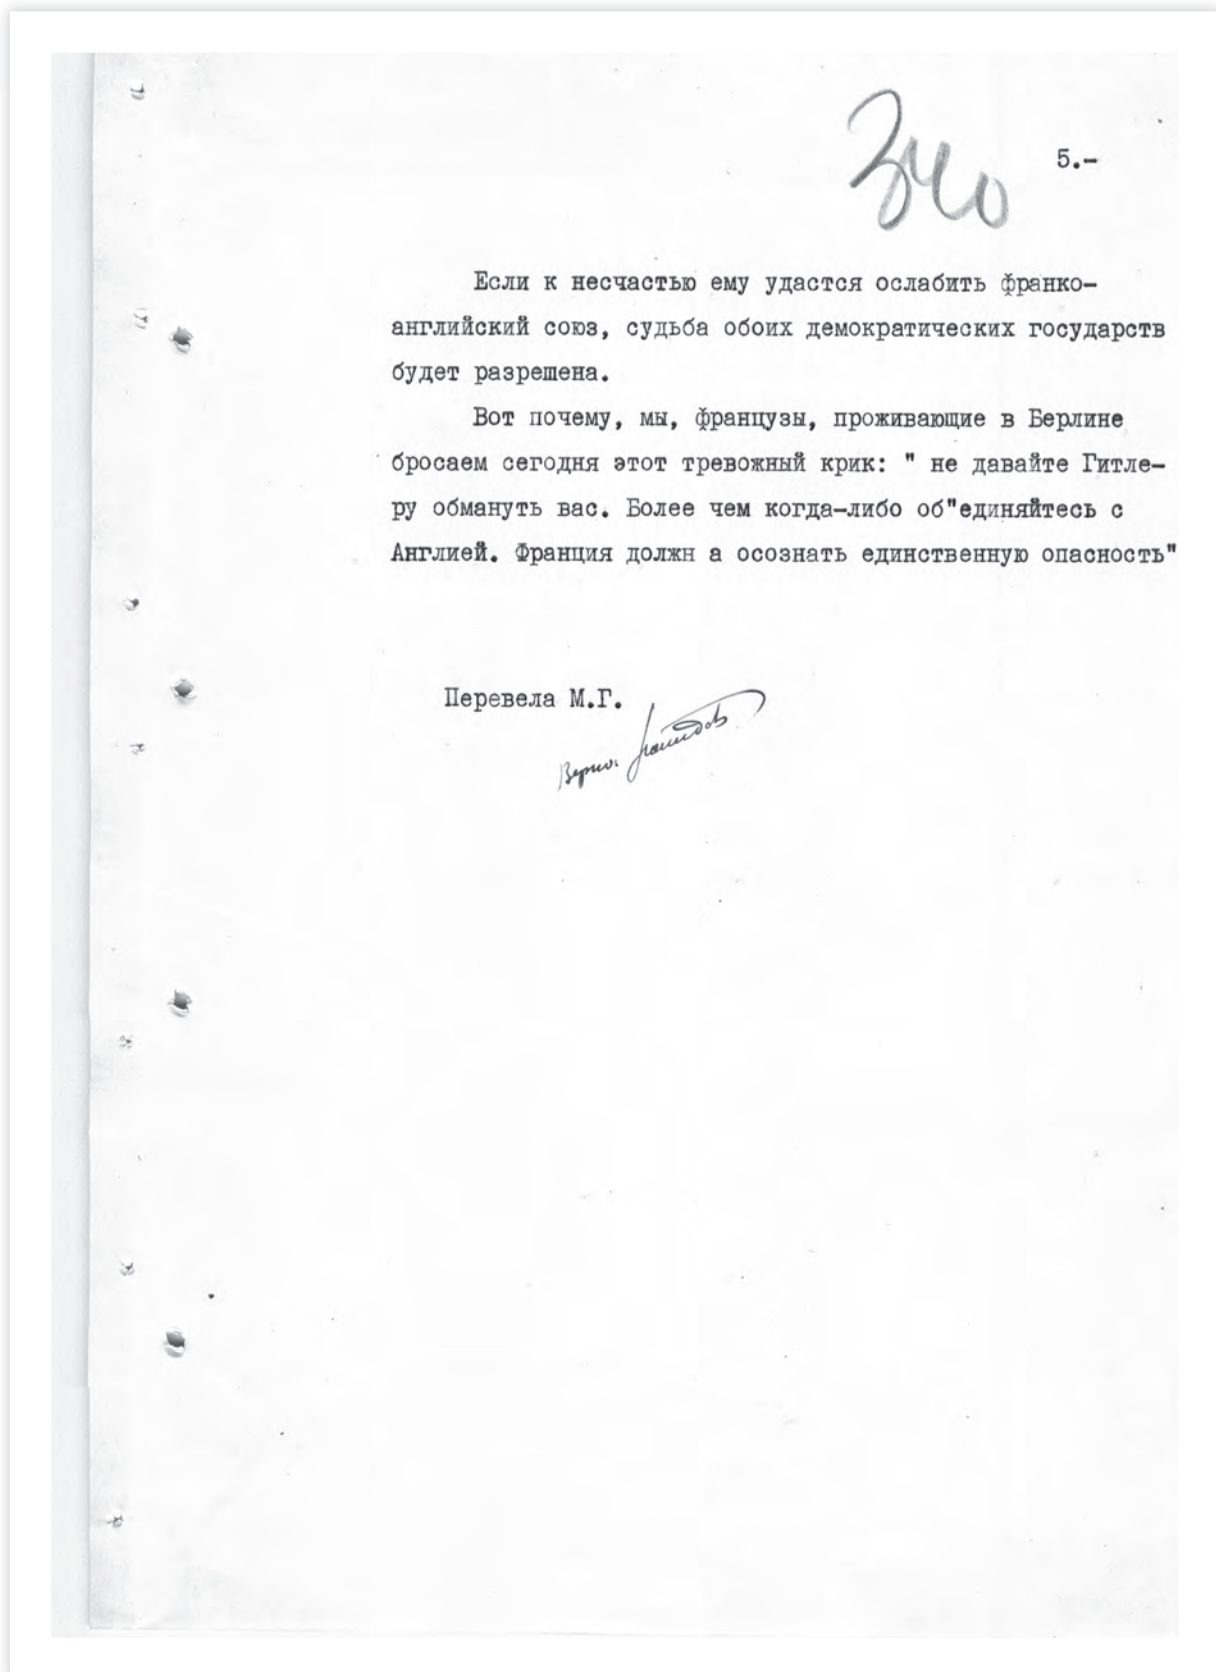 340
5.-
Если к несчастью ему удастся ослабить франко-
английский союз, судьба обоих демократических государств
будет разрешена.
Вот почему, мы, французы, проживающие в Берлине
бросаем сегодня этот тревожный крик: " не давайте Гитле-
ру обмануть вас. Более чем когда-либо об"единяйтесь с
Англией. Франция должн а осознать единственную опасность"
Перевела М.Г.
Верно: